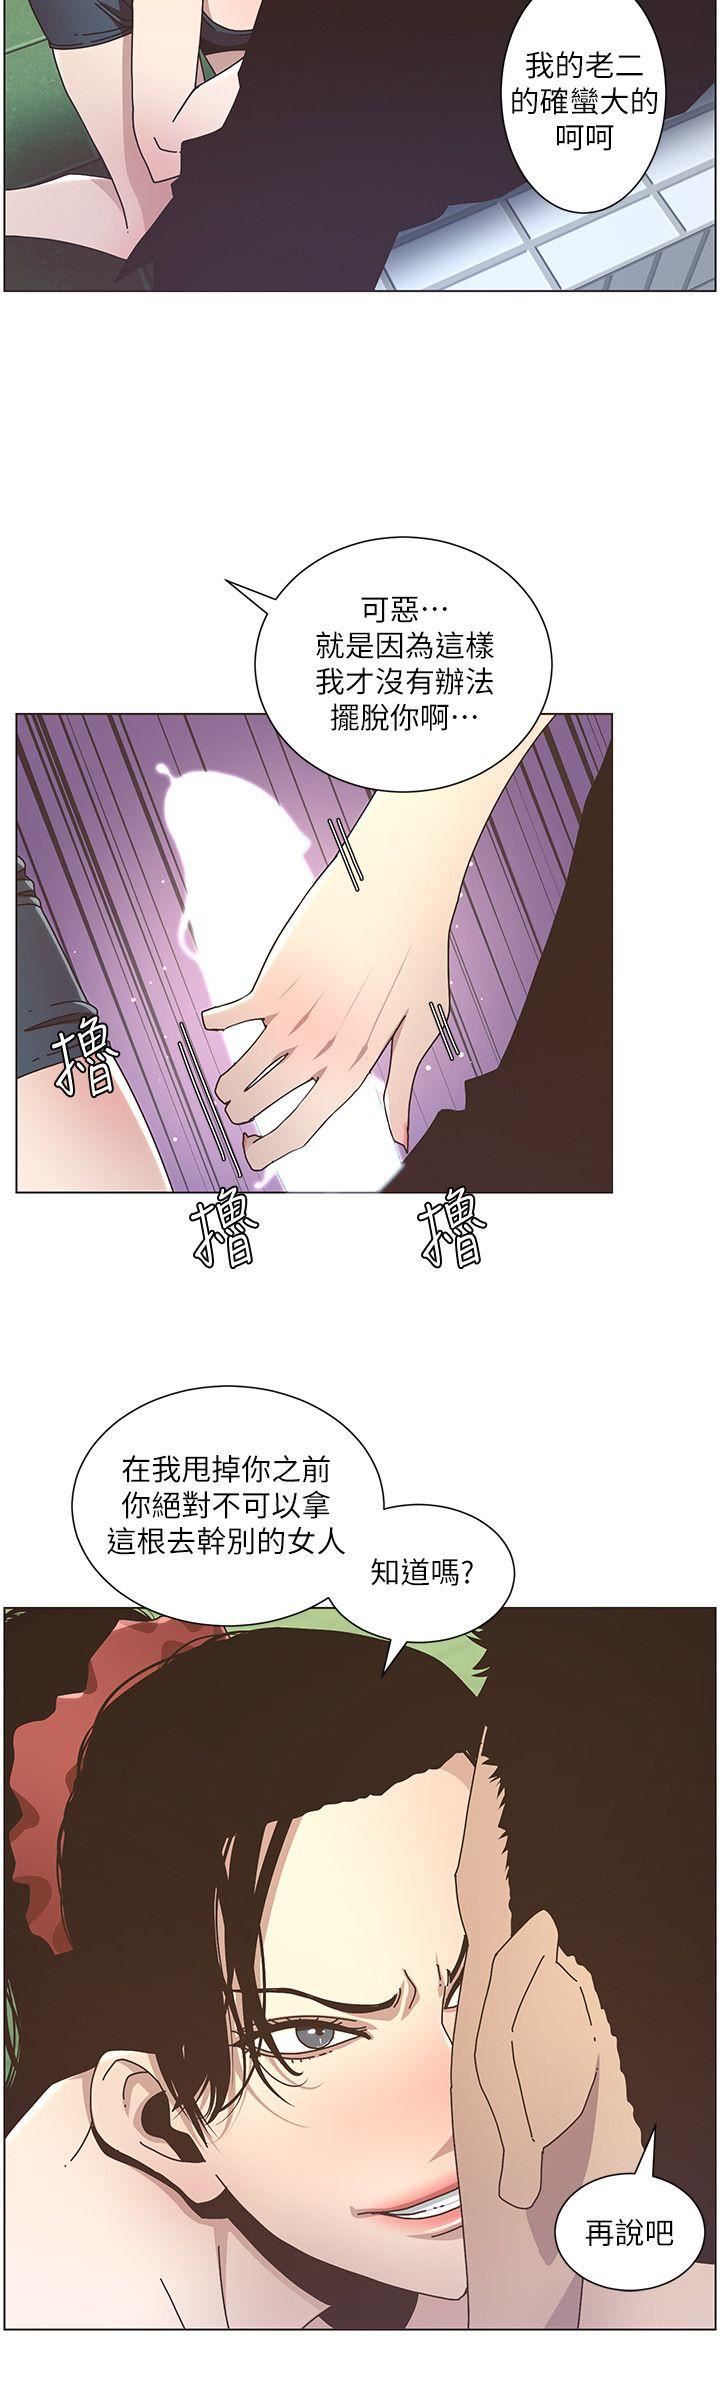 我的老二
的確蠻大的
呵呵
可惡…
就是因為這樣
我才沒有辦法
擺脫你啊…
擼
擼
擼
在我甩掉你之前
你絕對不可以拿
這根去幹別的女人
知道嗎?
再說吧